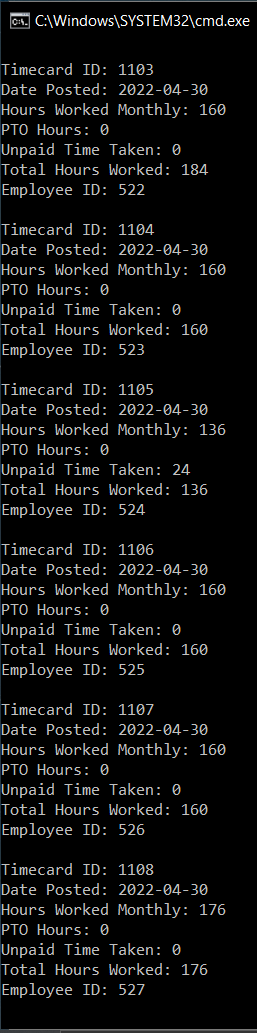 C:\Windows\SYSTEM32\cmd.exe
Timecard ID: 1103
Date Posted: 2022-04-30
Hours Worked Monthly: 160
PTO Hours: 0
Unpaid Time Taken: 0
Total Hours Worked: 184
Employee ID: 522
Timecard ID: 1104
Date Posted: 2022-04-30
Hours Worked Monthly: 160
PTO Hours: 0
Unpaid Time Taken: 0
Total Hours Worked: 160
Employee ID: 523
Timecard ID: 1105
Date Posted: 2022-04-30
Hours Worked Monthly: 136
PTO Hours: 0
Unpaid Time Taken: 24
Total Hours Worked: 136
Employee ID: 524
Timecard ID: 1106
Date Posted: 2022-04-30
Hours Worked Monthly: 160
PTO Hours: 0
Unpaid Time Taken: 0
Total Hours Worked: 160
Employee ID: 525
Timecard ID: 1107
Date Posted: 2022-04-30
Hours Worked Monthly: 160
PTO Hours: 0
Unpaid Time Taken: 0
Total Hours Worked: 160
Employee ID: 526
Timecard ID: 1108
Date Posted: 2022-04-30
Hours Worked Monthly: 176
PTO Hours: 0
Unpaid Time Taken: 0
Total Hours Worked: 176
Employee ID: 527